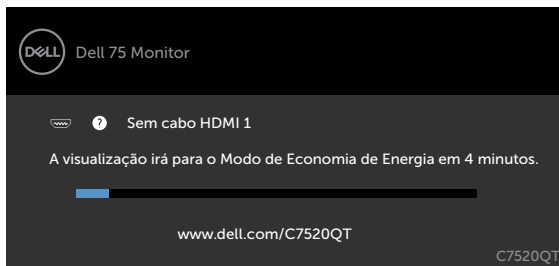 DELL
Dell 75 Monitor
? Sem cabo HDMI 1
A visualização irá para o Modo de Economia de Energia em 4 minutos.
www.dell.com/C7520QT
C7520QT